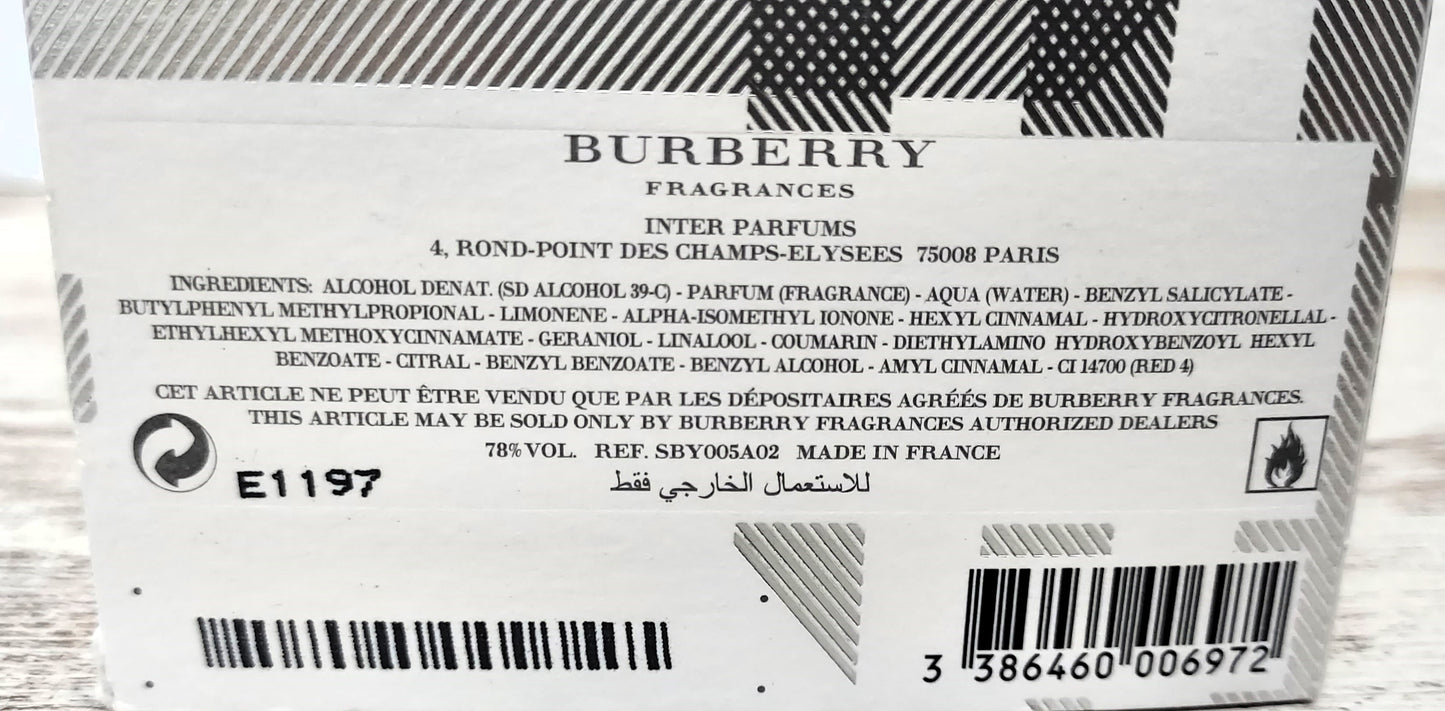 BURBERRY
FRAGRANCES
INTER PARFUMS
4, ROND-POINT DES CHAMPS-ELYSEES 75008 PARIS
INGREDIENTS: ALCOHOL DENAT. (SD ALCOHOL 39-C) - PARFUM (FRAGRANCE) - AQUA (WATER) - BENZYL SALICYLATE -
BUTYLPHENYL METHYLPROPIONAL - LIMONENE - ALPHA-ISOMETHYL IONONE - HEXYL CINNAMAL - HYDROXYCITRONELLAL -
ETHYLHEXYL METHOXYCINNAMATE - GERANIOL - LINALOOL - COUMARIN - DIETHYLAMINO HYDROXYBENZOYL HEXYL
BENZOATE - CITRAL - BENZYL BENZOATE - BENZYL ALCOHOL - AMYL CINNAMAL - CI 14700 (RED 4)
CET ARTICLE NE PEUT ÊTRE VENDU QUE PAR LES DÉPOSITAIRES AGRÉÉS DE BURBERRY FRAGRANCES.
THIS ARTICLE MAY BE SOLD ONLY BY BURBERRY FRAGRANCES AUTHORIZED DEALERS
78% VOL. REF. SBY005A02 MADE IN FRANCE
E1197
للاستعمال الخارجي فقط
3 386460 006972